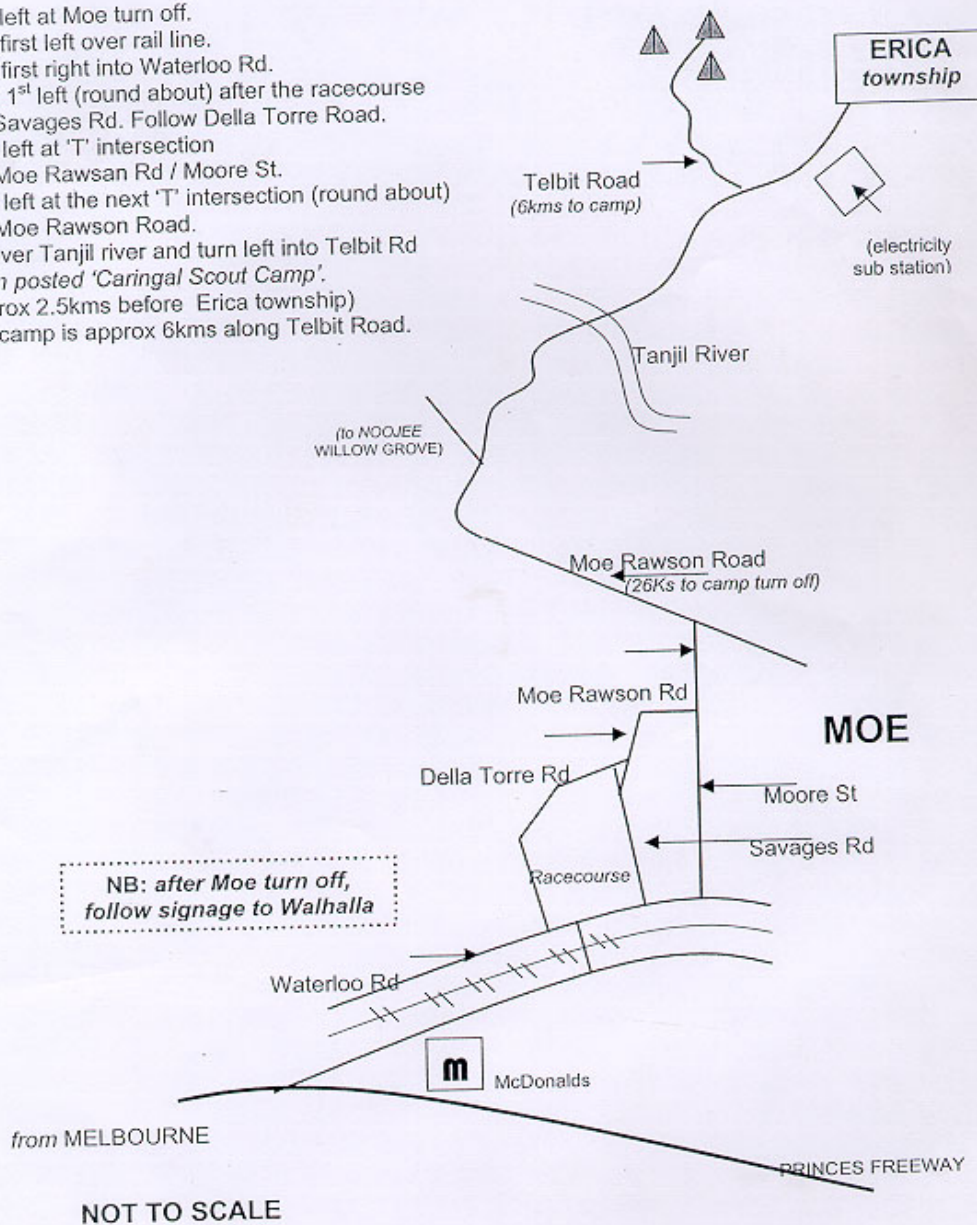 left at Moe turn off.
first left over rail line.
first right into Waterloo Rd.
1st left (round about) after the racecourse
Savages Rd. Follow Della Torre Road.
left at 'T' intersection
Moe Rawsan Rd / Moore St.
left at the next 'T' intersection (round about)
Moe Rawson Road.
ver Tanjil river and turn left into Telbit Rd
n posted 'Caringal Scout Camp'.
rox 2.5kms before Erica township)
camp is approx 6kms along Telbit Road.
ERICA
township
Telbit Road
(6kms to camp)
(electricity
sub station)
Tanjil River
(to NOOJEE
WILLOW GROVE)
Moe Rawson Road
(26Ks to camp turn off)
Moe Rawson Rd
MOE
Della Torre Rd
Moore St
Savages Rd
Racecourse
NB: after Moe turn off,
follow signage to Walhalla
Waterloo Rd
m
McDonalds
from MELBOURNE
PRINCES FREEWAY
NOT TO SCALE